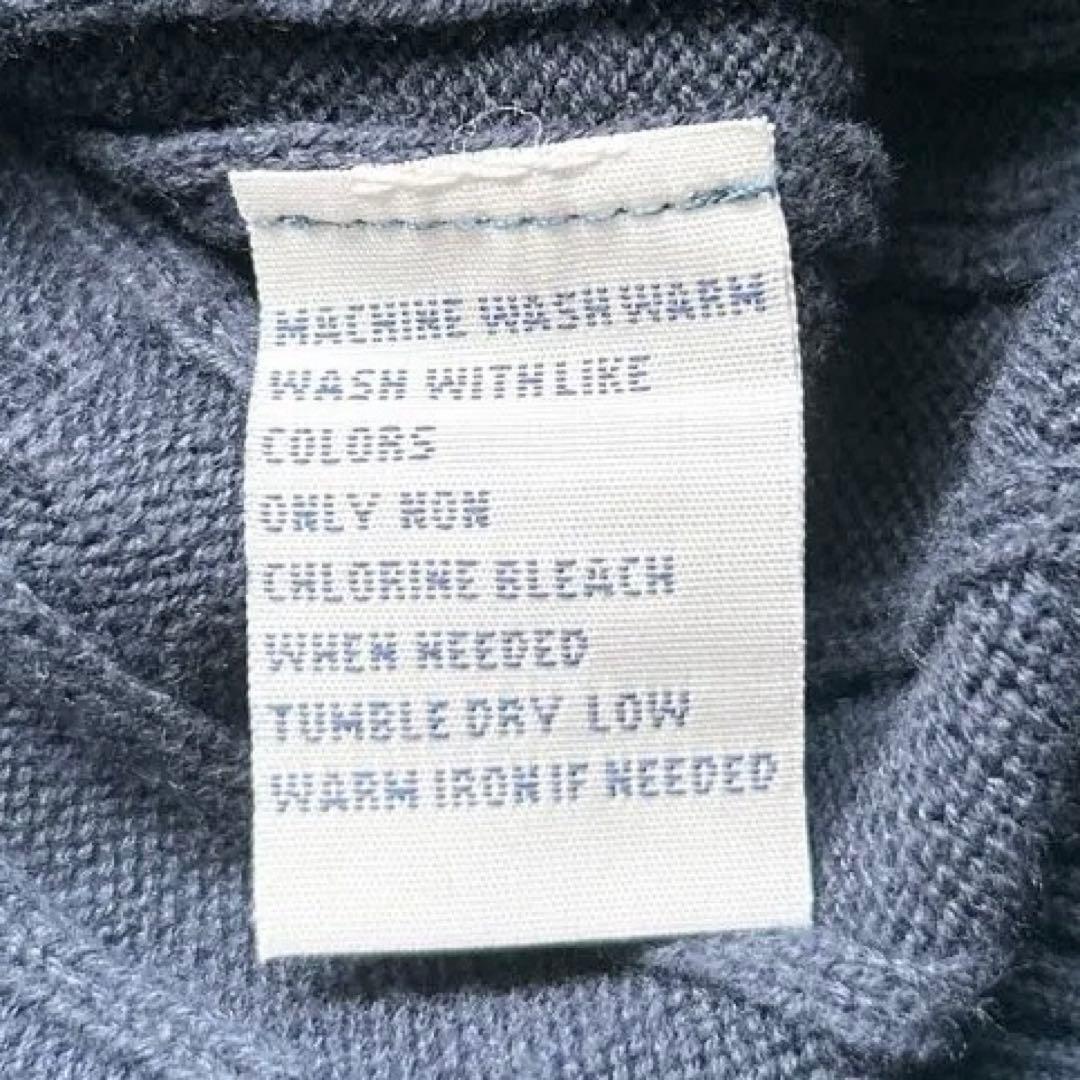 MACHINE WASH WARM
WASH WITH LIKE
COLORS
ONLY NON
CHLORINE BLEACH
WHEN NEEDED
TUMBLE DRY LOW
WARM IRON IF NEEDED